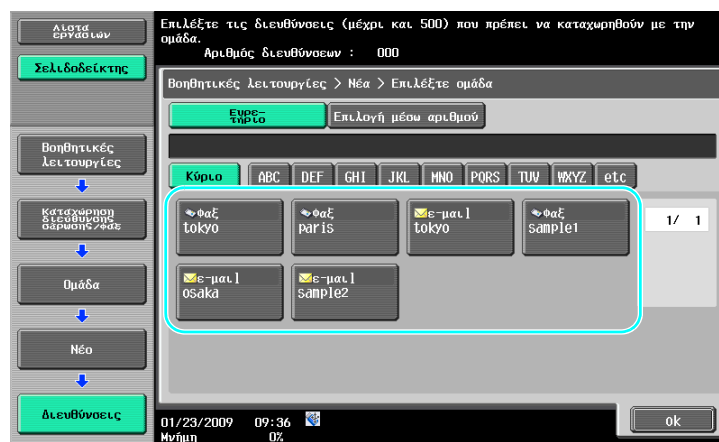 Λίστα
εργασιών
Επιλέξτε τις διευθύνσεις (μέχρι και 500) που πρέπει να καταχωρηθούν με την
ομάδα.
Αριθμός διευθύνσεων : 000
Σελιδοδείκτης
Βοηθητικές λειτουργίες > Νέα > Επιλέξτε ομάδα
Ευρε-
τήριο
Επιλογή μέσω αριθμού
Κύριο ABC DEF GHI JKL MNO PQRS TUV WXYZ etc
Βοηθητικές
λειτουργίες
Φαξ
tokyo
Φαξ
paris
ε-μαιl
tokyo
Φαξ
sample1
1/ 1
Καταχώρηση
διεύθυνσης
σάρωσης/φαξ
ε-μαιl
osaka
ε-μαιl
sample2
Ομάδα
Νέο
Διευθύνσεις
01/23/2009 09:36
Μνήμη 0%
ok